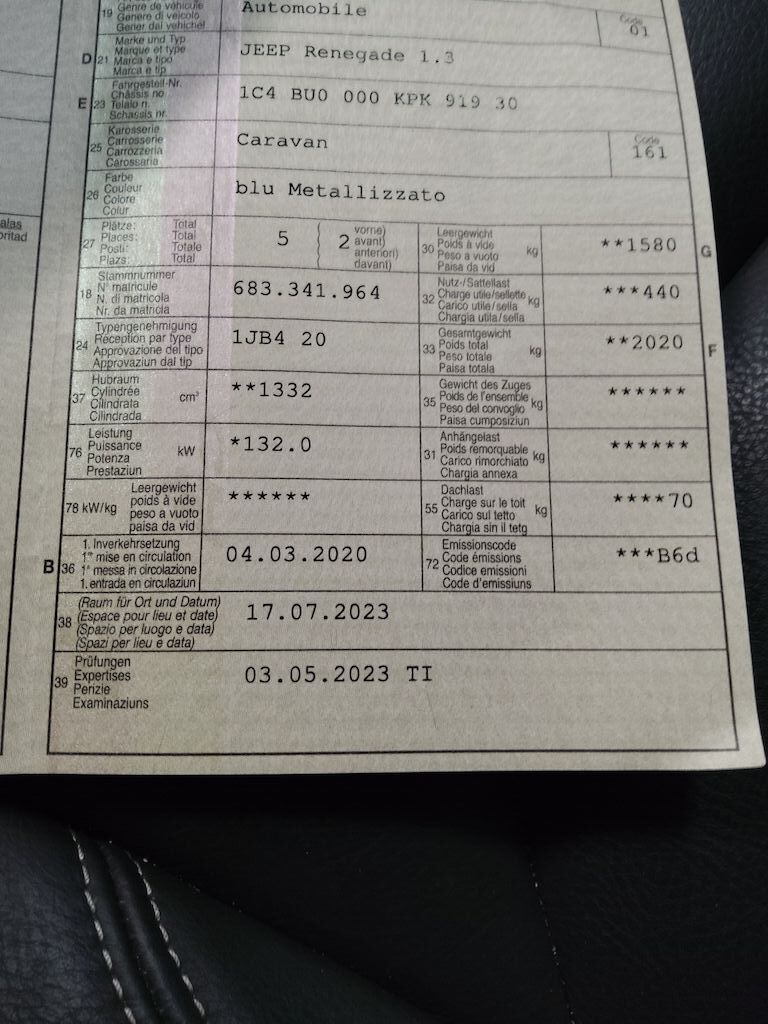 19 Genre de véhicule Automobile Code
Genere di veicolo 01
Gener dal vehichel
Marke und Typ
D 21 Marque et type JEEP Renegade 1.3
Marca e tipo
Marca e tip
Fahrgestell-Nr.
E 23 Châssis no 1C4 BU0 000 KPK 919 30
Telaio n.
Schassis nr.
Karosserie
25 Carrosserie Caravan Code
Carrozzeria 161
Carossaria
Farbe
26 Couleur blu Metallizzato
Colore
Colur
alas
oritad
27 Plätze: Total 5 2 vorne)
Places: Total avant)
Posti: Totale anteriori)
Plazs: Total davant)
30 Leergewicht kg **1580 G
Poids à vide
Peso a vuoto
Paisa da vid
18 Stammnummer 683.341.964
N° matricule
N. di matricola
Nr. da matricla
32 Nutz-/Sattellast kg ***440
Charge utile/sellette
Carico utile/sella
Chargia utila/sella
24 Typengenehmigung 1JB4 20
Réception par type
Approvazione del tipo
Approvaziun dal tip
33 Gesamtgewicht kg **2020 F
Poids total
Peso totale
Paisa totala
37 Hubraum cm³ **1332
Cylindrée
Cilindrata
Cilindrada
35 Gewicht des Zuges kg ******
Poids de l'ensemble
Peso del convoglio
Paisa cumposiziun
76 Leistung kW *132.0
Puissance
Potenza
Prestaziun
31 Anhängelast kg ******
Poids remorquable
Carico rimorchiato
Chargia annexa
78 kW/kg Leergewicht ******
poids à vide
peso a vuoto
paisa da vid
55 Dachlast kg ****70
Charge sur le toit
Carico sul tetto
Chargia sin il tetg
B 36 1. Inverkehrsetzung 04.03.2020
1re mise en circulation
1a messa in circolazione
1. entrada en circulaziun
72 Emissionscode ***B6d
Code émissions
Codice emissioni
Code d'emissiuns
38 (Raum für Ort und Datum) 17.07.2023
(Espace pour lieu et date)
(Spazio per luogo e data)
(Spazi per lieu e data)
39 Prüfungen 03.05.2023 TI
Expertises
Perizie
Examinaziuns